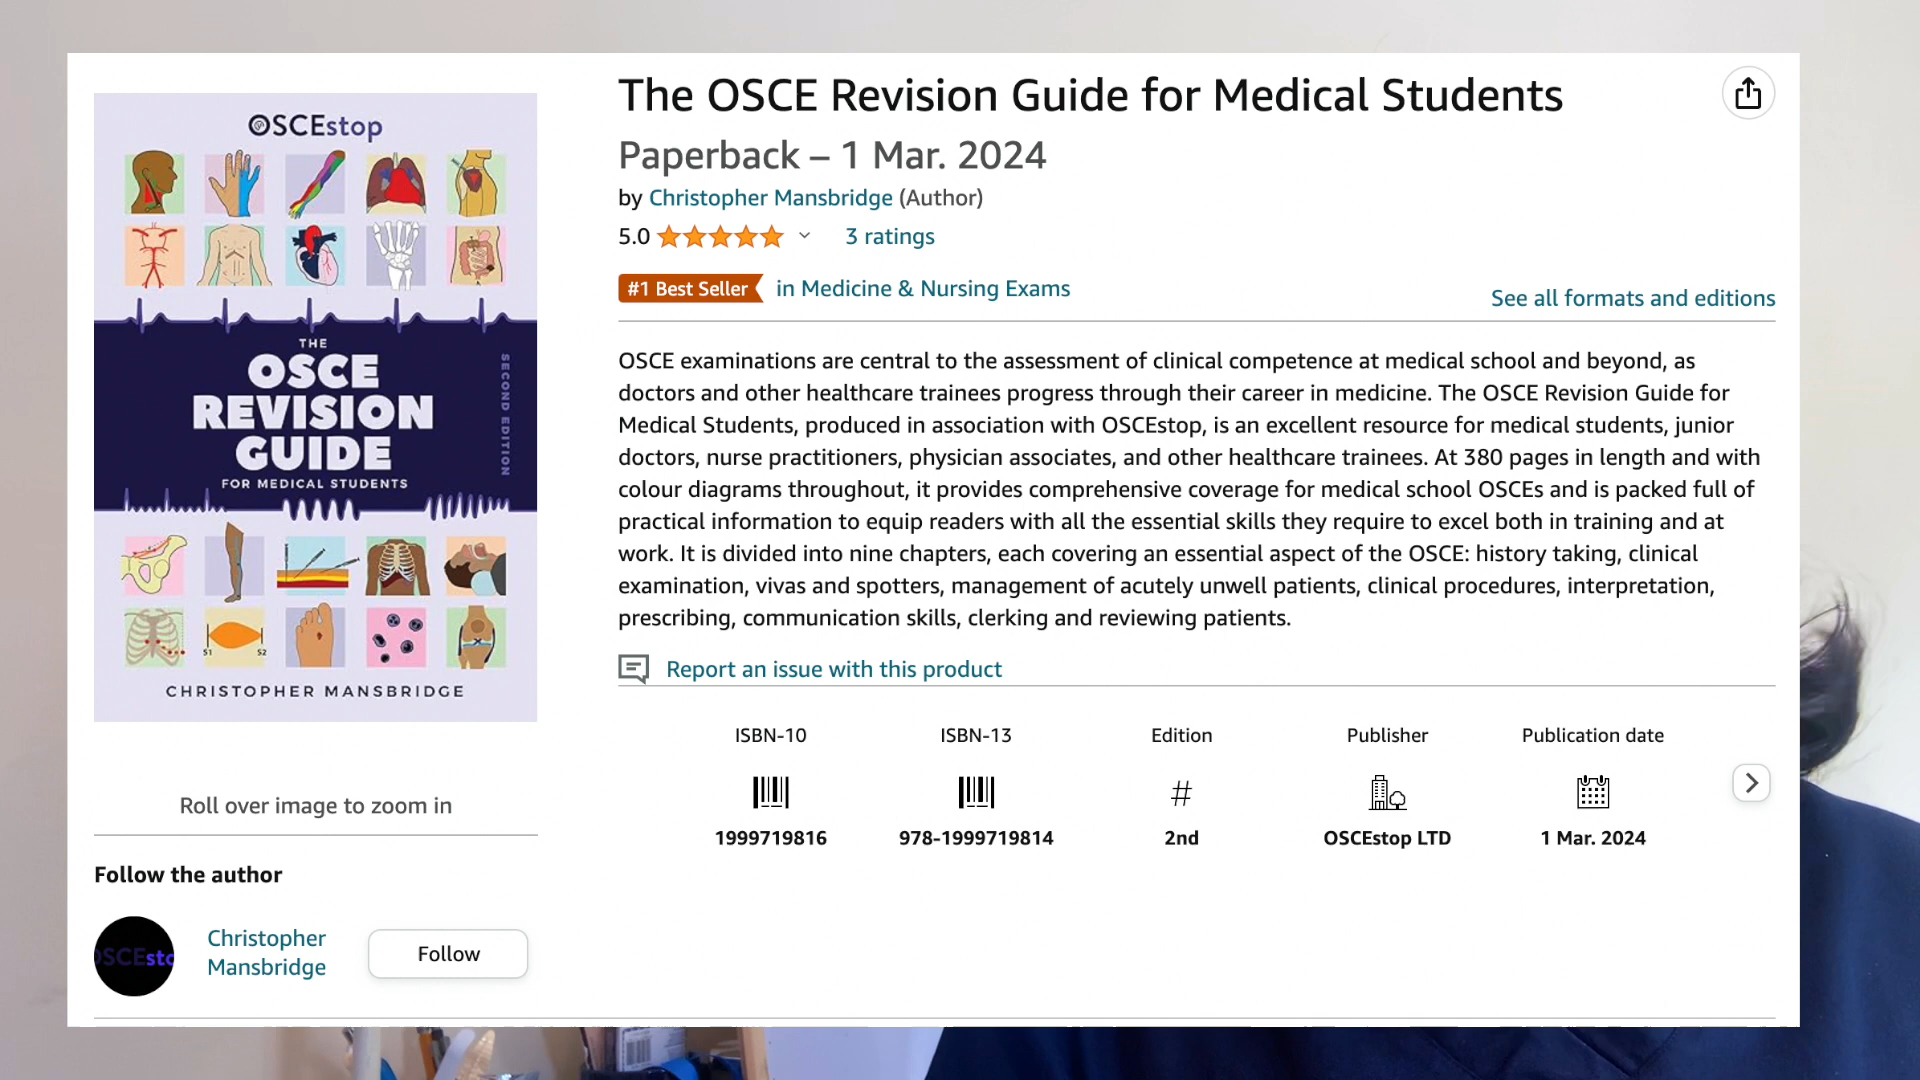 OSCEstop
THE
OSCE
REVISION
GUIDE
FOR MEDICAL STUDENTS
SECOND EDITION
S1 S2
CHRISTOPHER MANSBRIDGE
Roll over image to zoom in
Follow the author
Christopher
Mansbridge
Follow
The OSCE Revision Guide for Medical Students
Paperback – 1 Mar. 2024
by Christopher Mansbridge (Author)
5.0 3 ratings
#1 Best Seller in Medicine & Nursing Exams
See all formats and editions
OSCE examinations are central to the assessment of clinical competence at medical school and beyond, as
doctors and other healthcare trainees progress through their career in medicine. The OSCE Revision Guide for
Medical Students, produced in association with OSCEstop, is an excellent resource for medical students, junior
doctors, nurse practitioners, physician associates, and other healthcare trainees. At 380 pages in length and with
colour diagrams throughout, it provides comprehensive coverage for medical school OSCEs and is packed full of
practical information to equip readers with all the essential skills they require to excel both in training and at
work. It is divided into nine chapters, each covering an essential aspect of the OSCE: history taking, clinical
examination, vivas and spotters, management of acutely unwell patients, clinical procedures, interpretation,
prescribing, communication skills, clerking and reviewing patients.
Report an issue with this product
ISBN-10 ISBN-13 Edition Publisher Publication date
#
1999719816 978-1999719814 2nd OSCEstop LTD 1 Mar. 2024